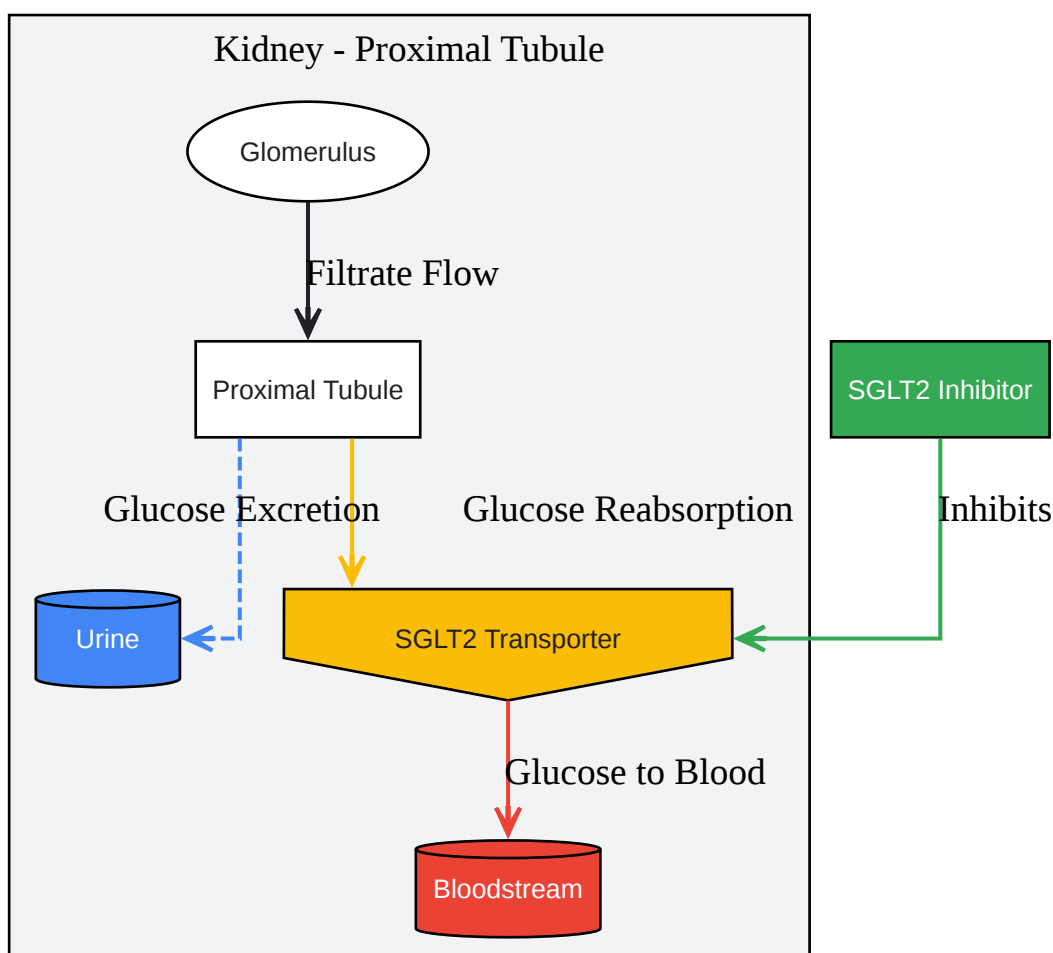 Kidney - Proximal Tubule
Glomerulus
Filtrate Flow
Proximal Tubule
SGLT2 Inhibitor
Glucose Excretion
Glucose Reabsorption
Inhibits
Urine
SGLT2 Transporter
Glucose to Blood
Bloodstream